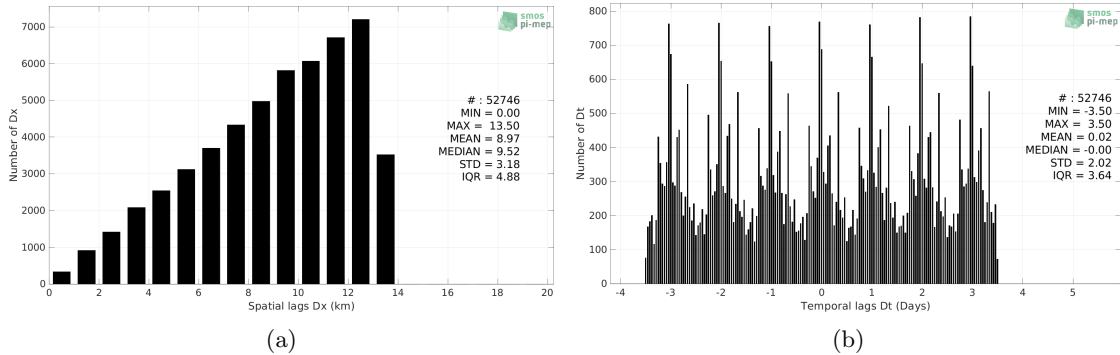 7000
6000
5000
4000
3000
2000
1000
0
Number of Dx
0 2 4 6 8 10 12 14 16 18 20
Spatial lags Dx (km)
smos
pi-mep
# : 52746
MIN = 0.00
MAX = 13.50
MEAN = 8.97
MEDIAN = 9.52
STD = 3.18
IQR = 4.88
(a)
800
700
600
500
400
300
200
100
0
Number of Dt
-4 -3 -2 -1 0 1 2 3 4 5
Temporal lags Dt (Days)
smos
pi-mep
# : 52746
MIN = -3.50
MAX = 3.50
MEAN = 0.02
MEDIAN = -0.00
STD = 2.02
IQR = 3.64
(b)